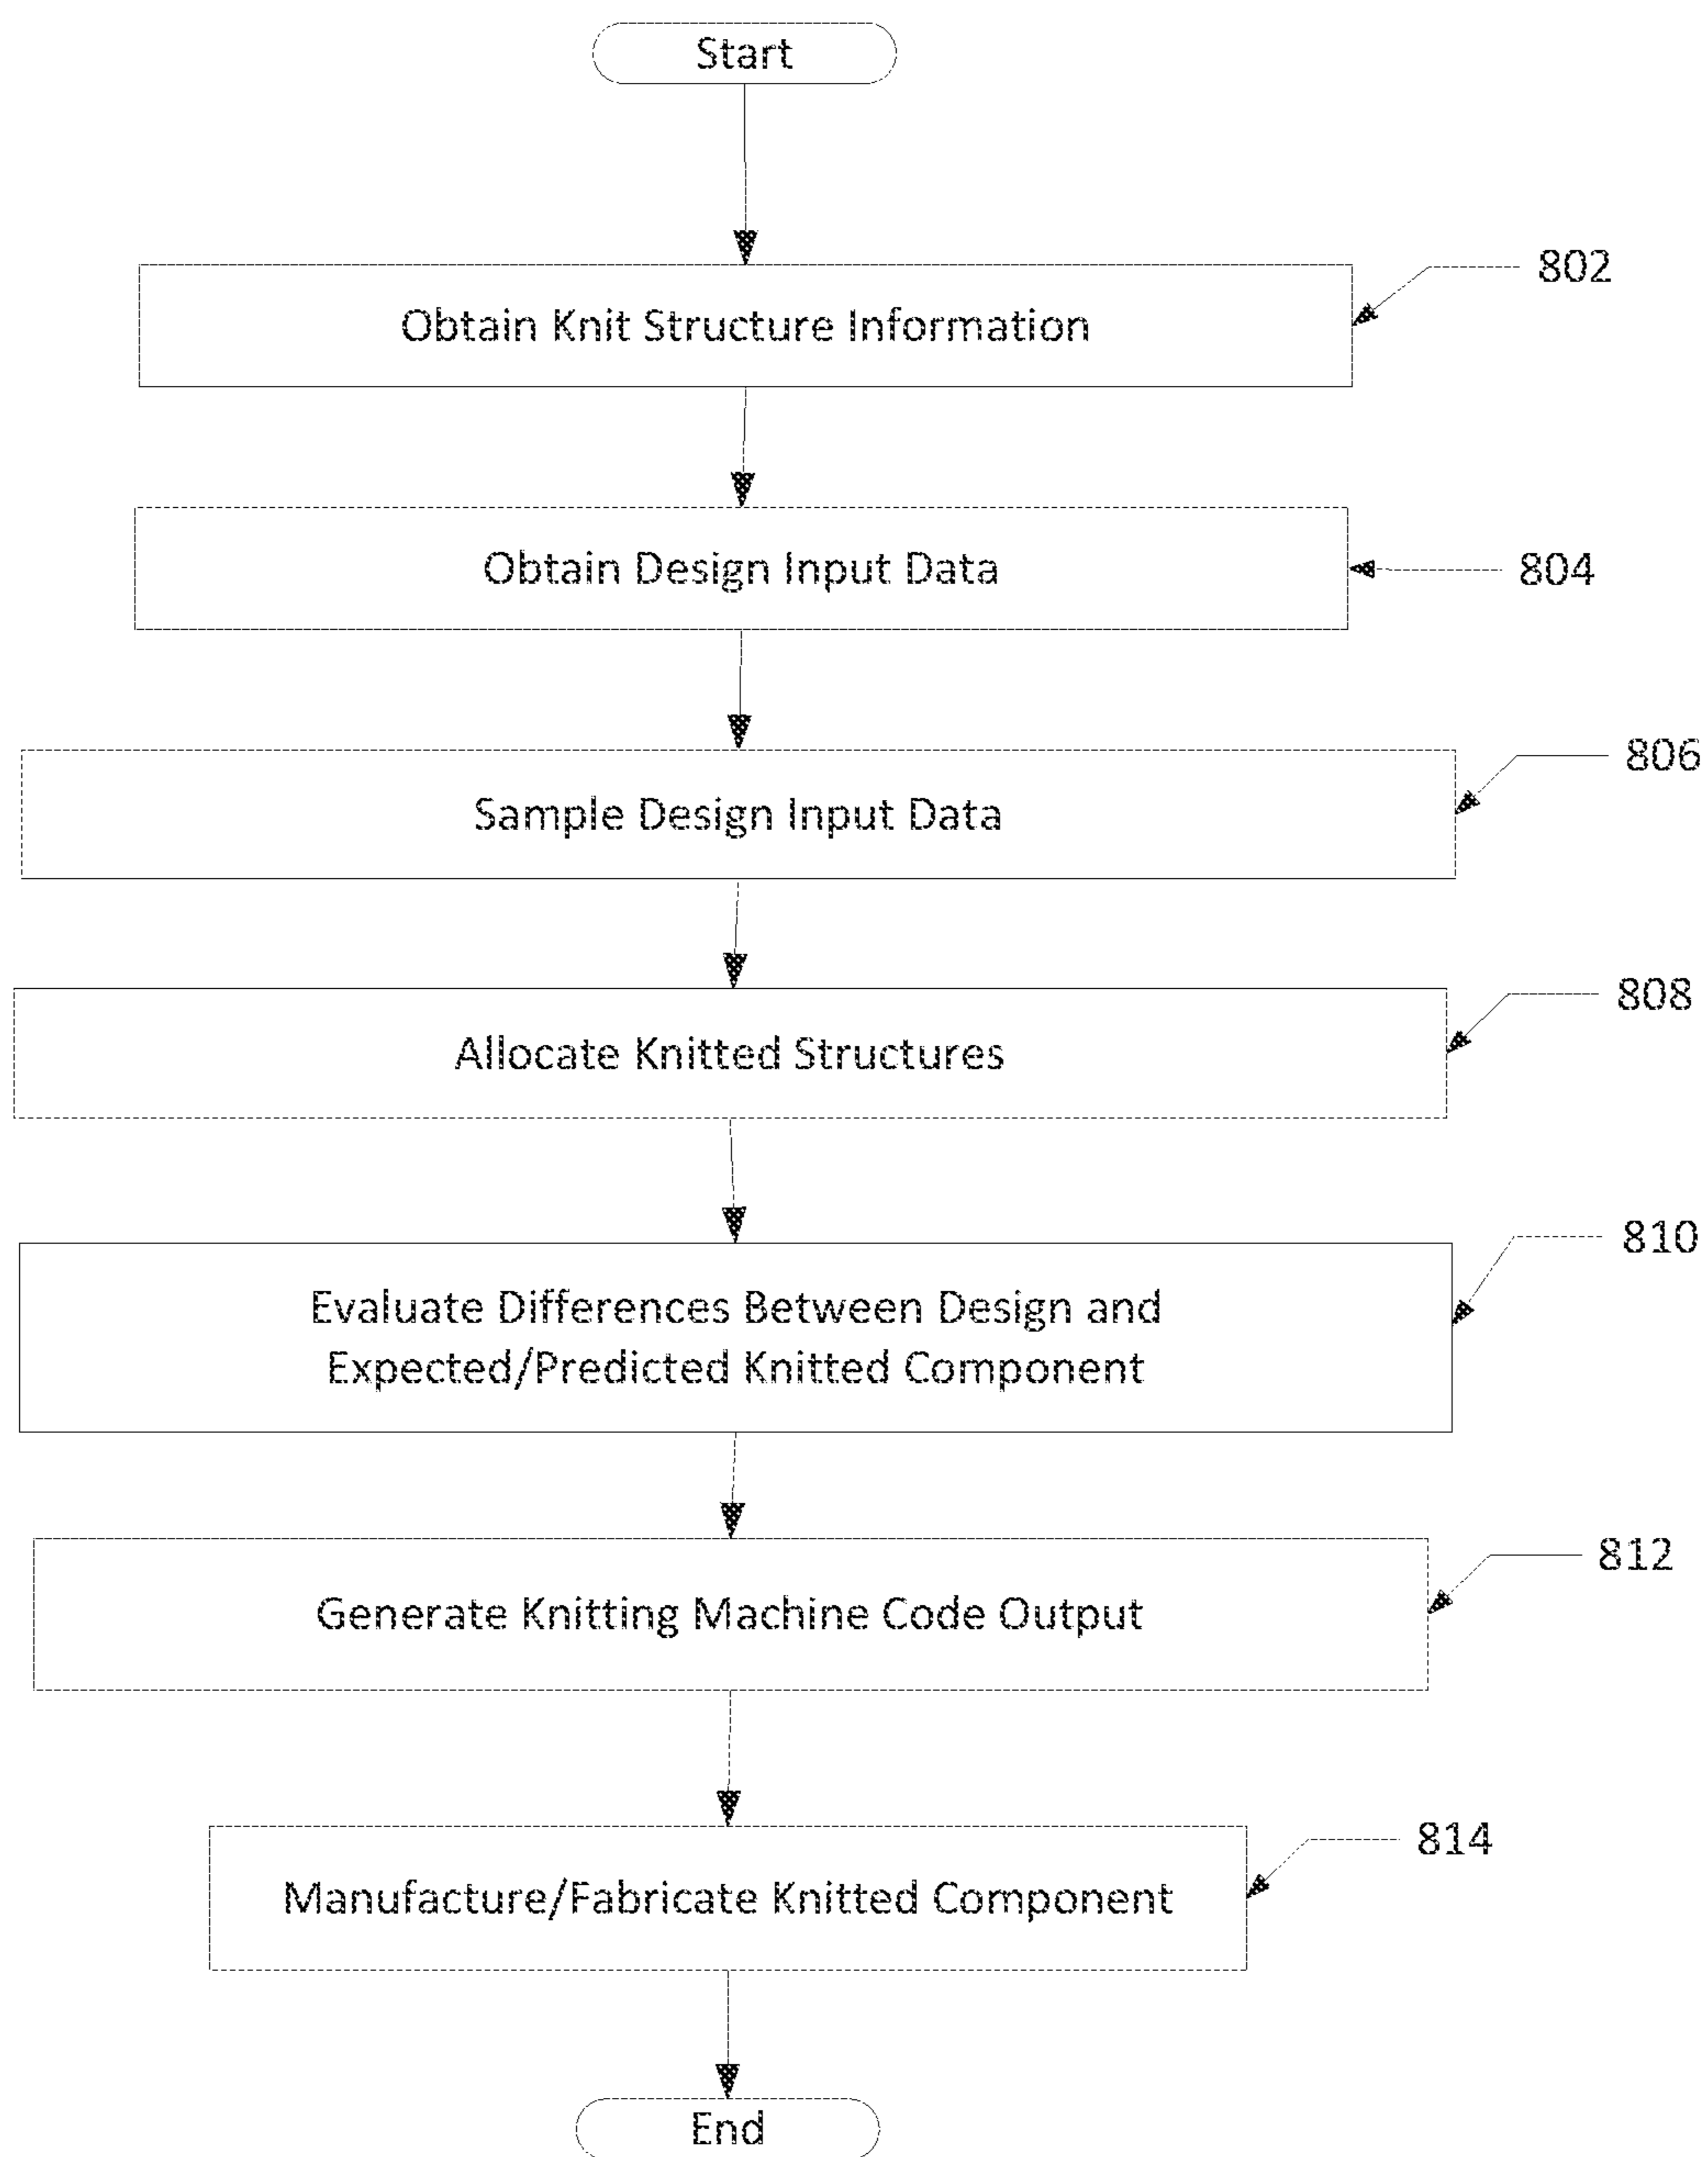 Start
802
Obtain Knit Structure Information
Obtain Design Input Data
804
806
Sample Design Input Data
808
Allocate Knitted Structures
810
Evaluate Differences Between Design and
Expected/Predicted Knitted Component
812
Generate Knitting Machine Code Output
814
Manufacture/Fabricate Knitted Component
End